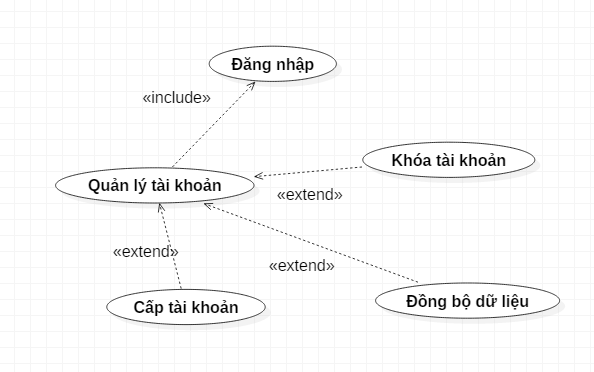 Đăng nhập
«include»
Khóa tài khoản
Quản lý tài khoản
«extend»
«extend»
«extend»
Đồng bộ dữ liệu
Cấp tài khoản